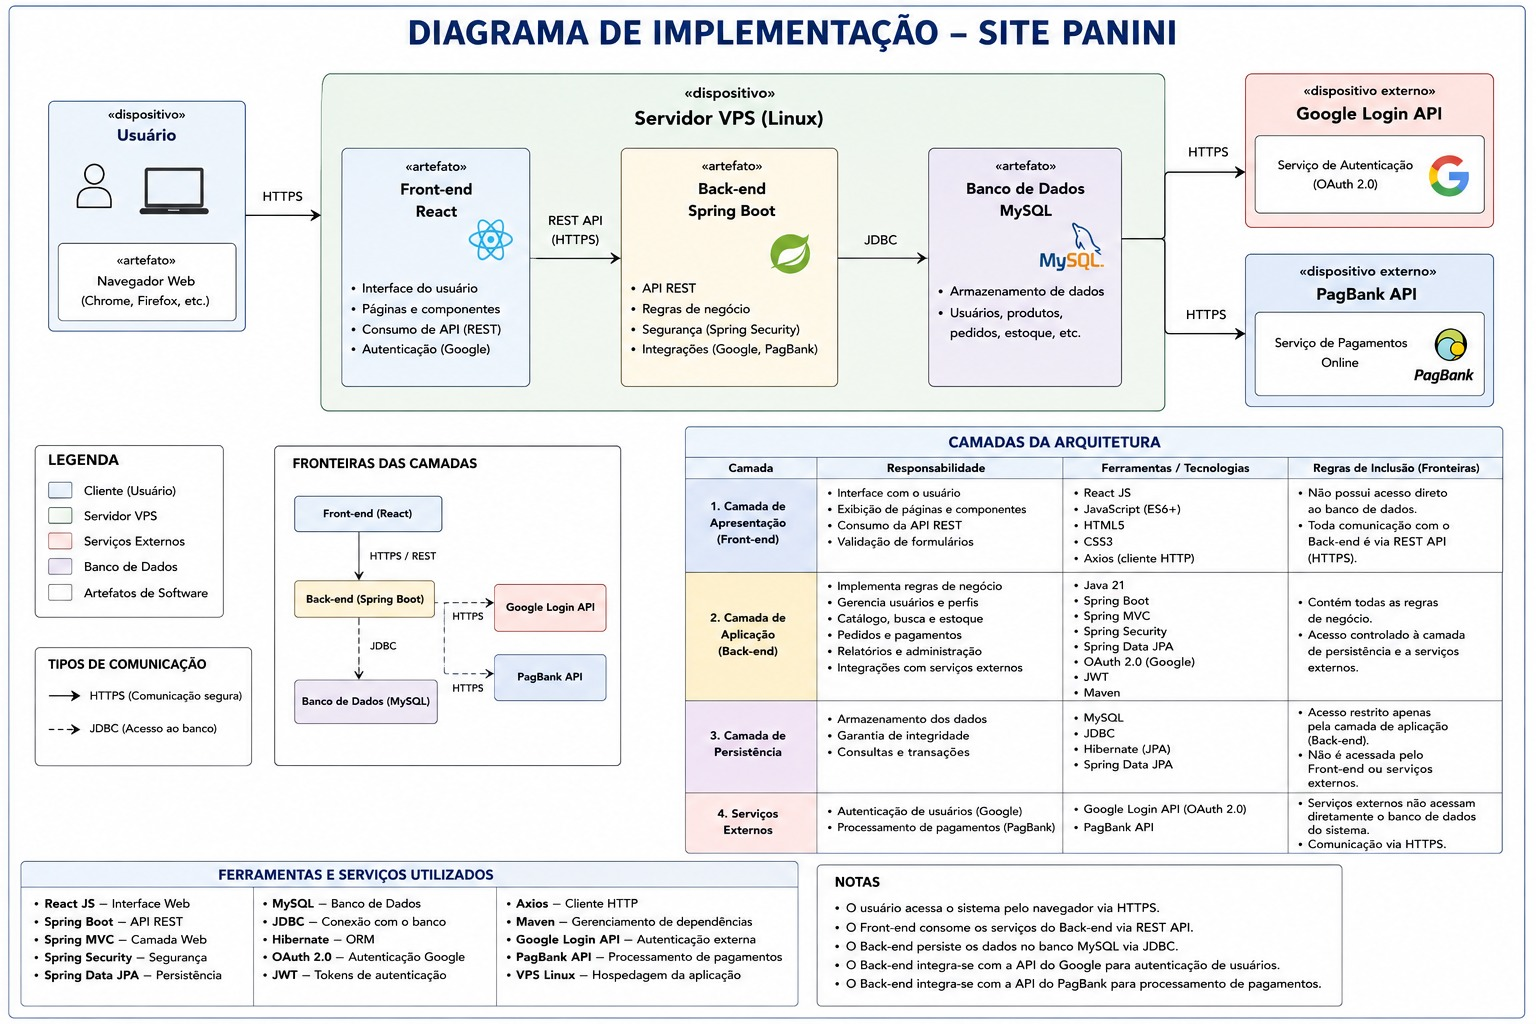 DIAGRAMA DE IMPLEMENTAÇÃO – SITE PANINI
«dispositivo»
Usuário
«artefato»
Navegador Web
(Chrome, Firefox, etc.)
HTTPS
«dispositivo»
Servidor VPS (Linux)
«artefato»
Front-end
React
• Interface do usuário
• Páginas e componentes
• Consumo de API (REST)
• Autenticação (Google)
REST API
(HTTPS)
«artefato»
Back-end
Spring Boot
• API REST
• Regras de negócio
• Segurança (Spring Security)
• Integrações (Google, PagBank)
JDBC
«artefato»
Banco de Dados
MySQL
MySQL
• Armazenamento de dados
• Usuários, produtos,
pedidos, estoque, etc.
HTTPS
«dispositivo externo»
Google Login API
Serviço de Autenticação
(OAuth 2.0)
HTTPS
«dispositivo externo»
PagBank API
Serviço de Pagamentos
Online
PagBank
LEGENDA
Cliente (Usuário)
Servidor VPS
Serviços Externos
Banco de Dados
Artefatos de Software
TIPOS DE COMUNICAÇÃO
HTTPS (Comunicação segura)
JDBC (Acesso ao banco)
FRONTEIRAS DAS CAMADAS
Front-end (React)
HTTPS / REST
Back-end (Spring Boot)
HTTPS
Google Login API
JDBC
HTTPS
PagBank API
Banco de Dados (MySQL)
CAMADAS DA ARQUITETURA
Camada
Responsabilidade
Ferramentas / Tecnologias
Regras de Inclusão (Fronteiras)
1. Camada de
Apresentação
(Front-end)
• Interface com o usuário
• Exibição de páginas e componentes
• Consumo da API REST
• Validação de formulários
• React JS
• JavaScript (ES6+)
• HTML5
• CSS3
• Axios (cliente HTTP)
• Não possui acesso direto
ao banco de dados.
• Toda comunicação com o
Back-end é via REST API
(HTTPS).
2. Camada de
Aplicação
(Back-end)
• Implementa regras de negócio
• Gerencia usuários e perfis
• Catálogo, busca e estoque
• Pedidos e pagamentos
• Relatórios e administração
• Integrações com serviços externos
• Java 21
• Spring Boot
• Spring MVC
• Spring Security
• Spring Data JPA
• OAuth 2.0 (Google)
• JWT
• Maven
• Contém todas as regras
de negócio.
• Acesso controlado à camada
de persistência e a serviços
externos.
3. Camada de
Persistência
• Armazenamento dos dados
• Garantia de integridade
• Consultas e transações
• MySQL
• JDBC
• Hibernate (JPA)
• Spring Data JPA
• Acesso restrito apenas
pela camada de aplicação
(Back-end).
• Não é acessada pelo
Front-end ou serviços
externos.
4. Serviços
Externos
• Autenticação de usuários (Google)
• Processamento de pagamentos (PagBank)
• Google Login API (OAuth 2.0)
• PagBank API
• Serviços externos não acessam
diretamente o banco de dados
do sistema.
• Comunicação via HTTPS.
FERRAMENTAS E SERVIÇOS UTILIZADOS
• React JS – Interface Web
• Spring Boot – API REST
• Spring MVC – Camada Web
• Spring Security – Segurança
• Spring Data JPA – Persistência
• MySQL – Banco de Dados
• JDBC – Conexão com o banco
• Hibernate – ORM
• OAuth 2.0 – Autenticação Google
• JWT – Tokens de autenticação
• Axios – Cliente HTTP
• Maven – Gerenciamento de dependências
• Google Login API – Autenticação externa
• PagBank API – Processamento de pagamentos
• VPS Linux – Hospedagem da aplicação
NOTAS
• O usuário acessa o sistema pelo navegador via HTTPS.
• O Front-end consome os serviços do Back-end via REST API.
• O Back-end persiste os dados no banco MySQL via JDBC.
• O Back-end integra-se com a API do Google para autenticação de usuários.
• O Back-end integra-se com a API do PagBank para processamento de pagamentos.